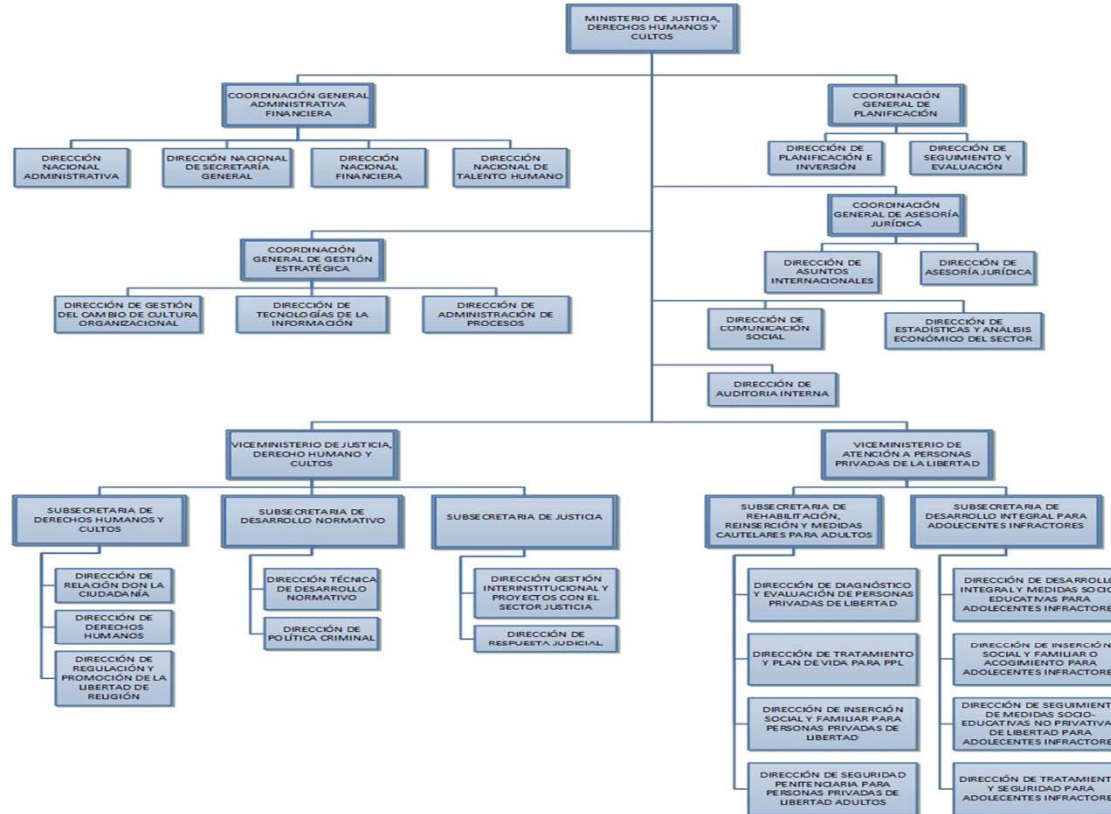 MINISTERIO DE JUSTICIA,
DERECHOS HUMANOS Y
CULTOS
COORDINACIÓN GENERAL
ADMINISTRATIVA
FINANCIERA
COORDINACIÓN
GENERAL DE
PLANIFICACIÓN
DIRECCIÓN
NACIONAL
ADMINISTRATIVA
DIRECCIÓN NACIONAL
DE SECRETARÍA
GENERAL
DIRECCIÓN
NACIONAL
FINANCIERA
DIRECCIÓN
NACIONAL DE
TALENTO HUMANO
DIRECCIÓN DE
PLANIFICACIÓN E
INVERSIÓN
DIRECCIÓN DE
SEGUIMIENTO Y
EVALUACIÓN
COORDINACIÓN
GENERAL DE ASESORÍA
JURÍDICA
COORDINACIÓN
GENERAL DE GESTIÓN
ESTRATÉGICA
DIRECCIÓN DE
ASUNTOS
INTERNACIONALES
DIRECCIÓN DE
ASESORÍA JURÍDICA
DIRECCIÓN DE GESTIÓN
DEL CAMBIO DE CULTURA
ORGANIZACIONAL
DIRECCIÓN DE
TECNOLOGÍAS DE LA
INFORMACIÓN
DIRECCIÓN DE
ADMINISTRACIÓN DE
PROCESOS
DIRECCIÓN DE
COMUNICACIÓN
SOCIAL
DIRECCIÓN DE
ESTADÍSTICAS Y ANÁLISIS
ECONÓMICO DEL SECTOR
DIRECCIÓN DE
AUDITORIA INTERNA
VICEMINISTERIO DE JUSTICIA,
DERECHO HUMANO Y
CULTOS
VICEMINISTERIO DE
ATENCIÓN A PERSONAS
PRIVADAS DE LA LIBERTAD
SUBSECRETARIA DE
DERECHOS HUMANOS Y
CULTOS
SUBSECRETARIA DE
DESARROLLO NORMATIVO
SUBSECRETARIA DE JUSTICIA
SUBSECRETARIA DE
REHABILITACIÓN,
REINSERCIÓN Y MEDIDAS
CAUTELARES PARA ADULTOS
SUBSECRETARIA DE
DESARROLLO INTEGRAL PARA
ADOLECENTES INFRACTORES
DIRECCIÓN DE
RELACIÓN DON LA
CIUDADANÍA
DIRECCIÓN DE
DERECHOS
HUMANOS
DIRECCIÓN DE
REGULACIÓN Y
PROMOCIÓN DE LA
LIBERTAD DE
RELIGIÓN
DIRECCIÓN TÉCNICA
DE DESARROLLO
NORMATIVO
DIRECCIÓN DE
POLÍTICA CRIMINAL
DIRECCIÓN GESTIÓN
INTERINSTITUCIONAL Y
PROYECTOS CON EL
SECTOR JUSTICIA
DIRECCIÓN DE
RESPUESTA JUDICIAL
DIRECCIÓN DE DIAGNÓSTICO
Y EVALUACIÓN DE PERSONAS
PRIVADAS DE LIBERTAD
DIRECCIÓN DE TRATAMIENTO
Y PLAN DE VIDA PARA PPL
DIRECCIÓN DE INSERCIÓN
SOCIAL Y FAMILIAR PARA
PERSONAS PRIVADAS DE
LIBERTAD
DIRECCIÓN DE SEGURIDAD
PENITENCIARIA PARA
PERSONAS PRIVADAS DE
LIBERTAD ADULTOS
DIRECCIÓN DE DESARROLLO
INTEGRAL Y MEDIDAS SOCIO
EDUCATIVAS PARA
ADOLECENTES INFRACTORES
DIRECCIÓN DE INSERCIÓN
SOCIAL Y FAMILIAR O
ACOGIMIENTO PARA
ADOLECENTES INFRACTORE
DIRECCIÓN DE SEGUIMIENT
DE MEDIDAS SOCIO-
EDUCATIVAS NO PRIVATIVA
DE LIBERTAD PARA
ADOLECENTES INFRACTORE
DIRECCIÓN DE TRATAMIENT
Y SEGURIDAD PARA
ADOLECENTES INFRACTORE